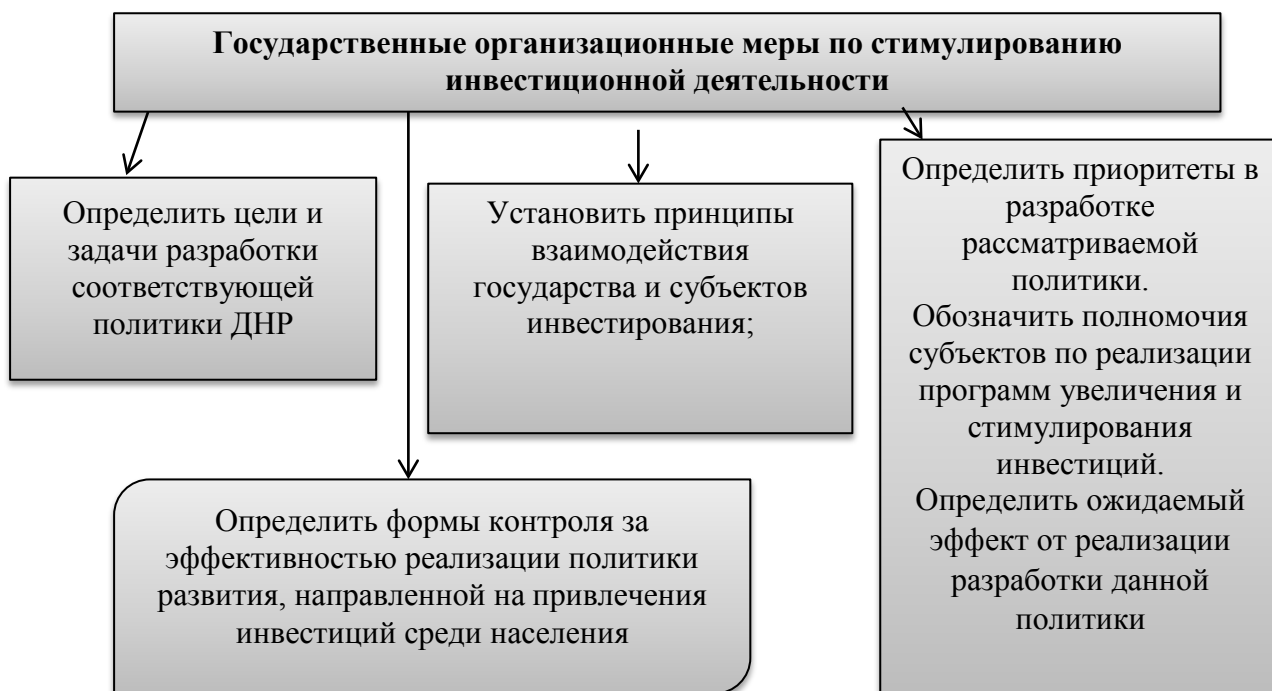 Государственные организационные меры по стимулированию
инвестиционной деятельности
Определить цели и
задачи разработки
соответствующей
политики ДНР
Установить принципы
взаимодействия
государства и субъектов
инвестирования;
Определить приоритеты в
разработке
рассматриваемой
политики.
Обозначить полномочия
субъектов по реализации
программ увеличения и
стимулирования
инвестиций.
Определить ожидаемый
эффект от реализации
разработки данной
политики
Определить формы контроля за
эффективностью реализации политики
развития, направленной на привлечения
инвестиций среди населения